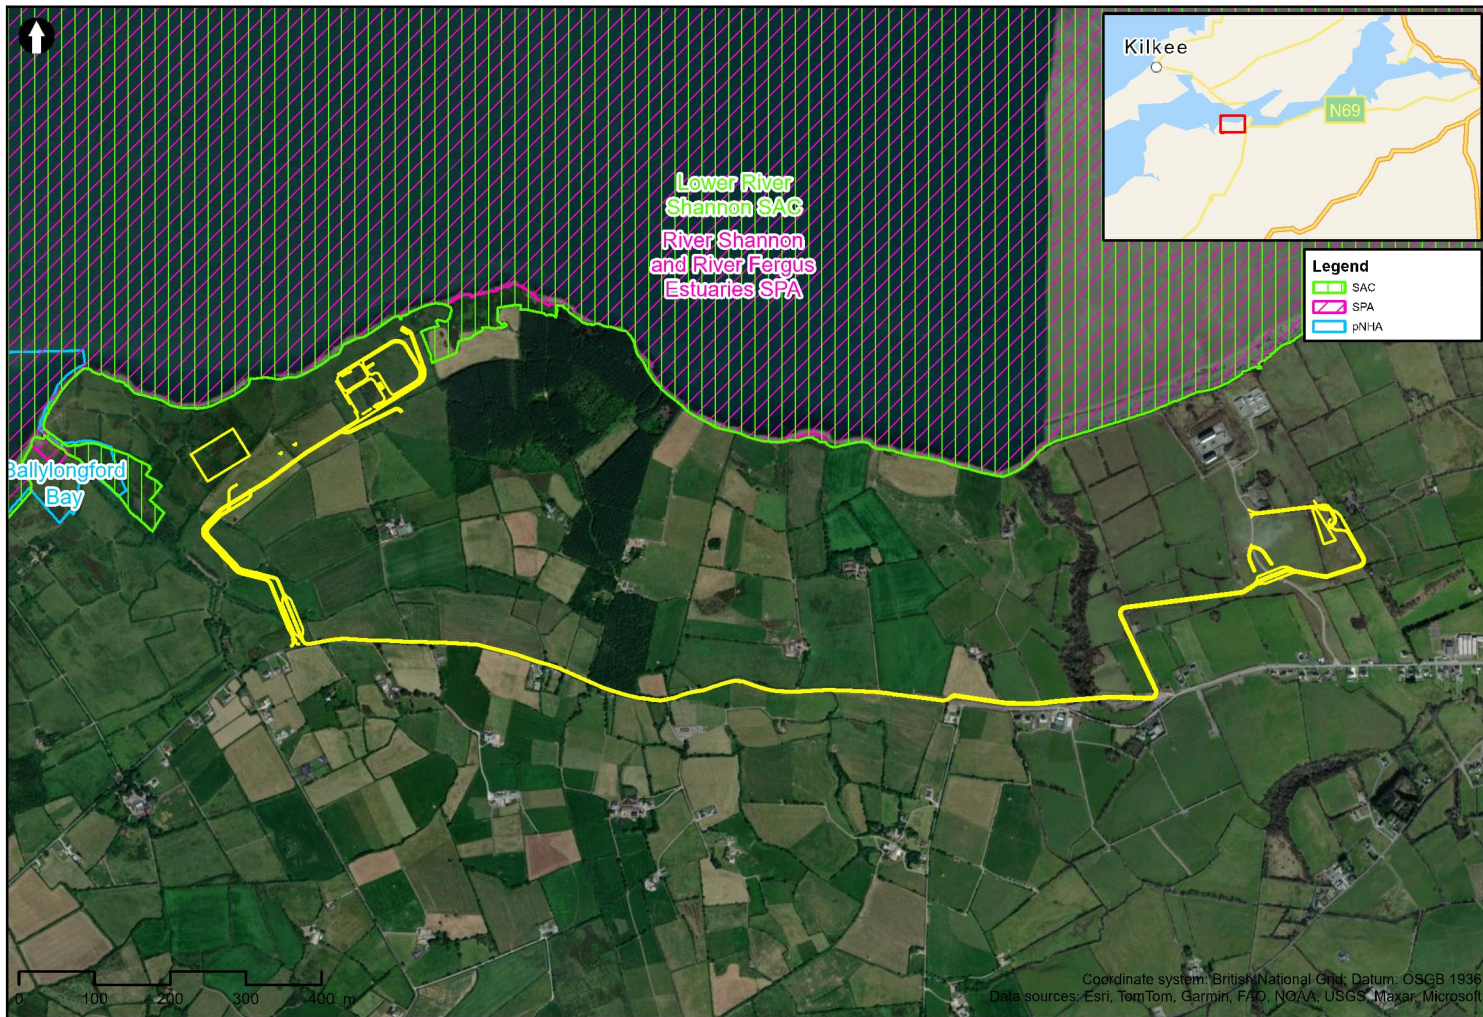 Kilkee
N69
Lower River
Shannon SAC
River Shannon
and River Fergus
Estuaries SPA
Legend
SAC
SPA
pNHA
Ballylongford
Bay
0 100 200 300 400 m
Coordinate system: British National Grid; Datum: OSGB 1936
Data sources: Esri, TomTom, Garmin, FAO, NOAA, USGS, Maxar, Microsoft